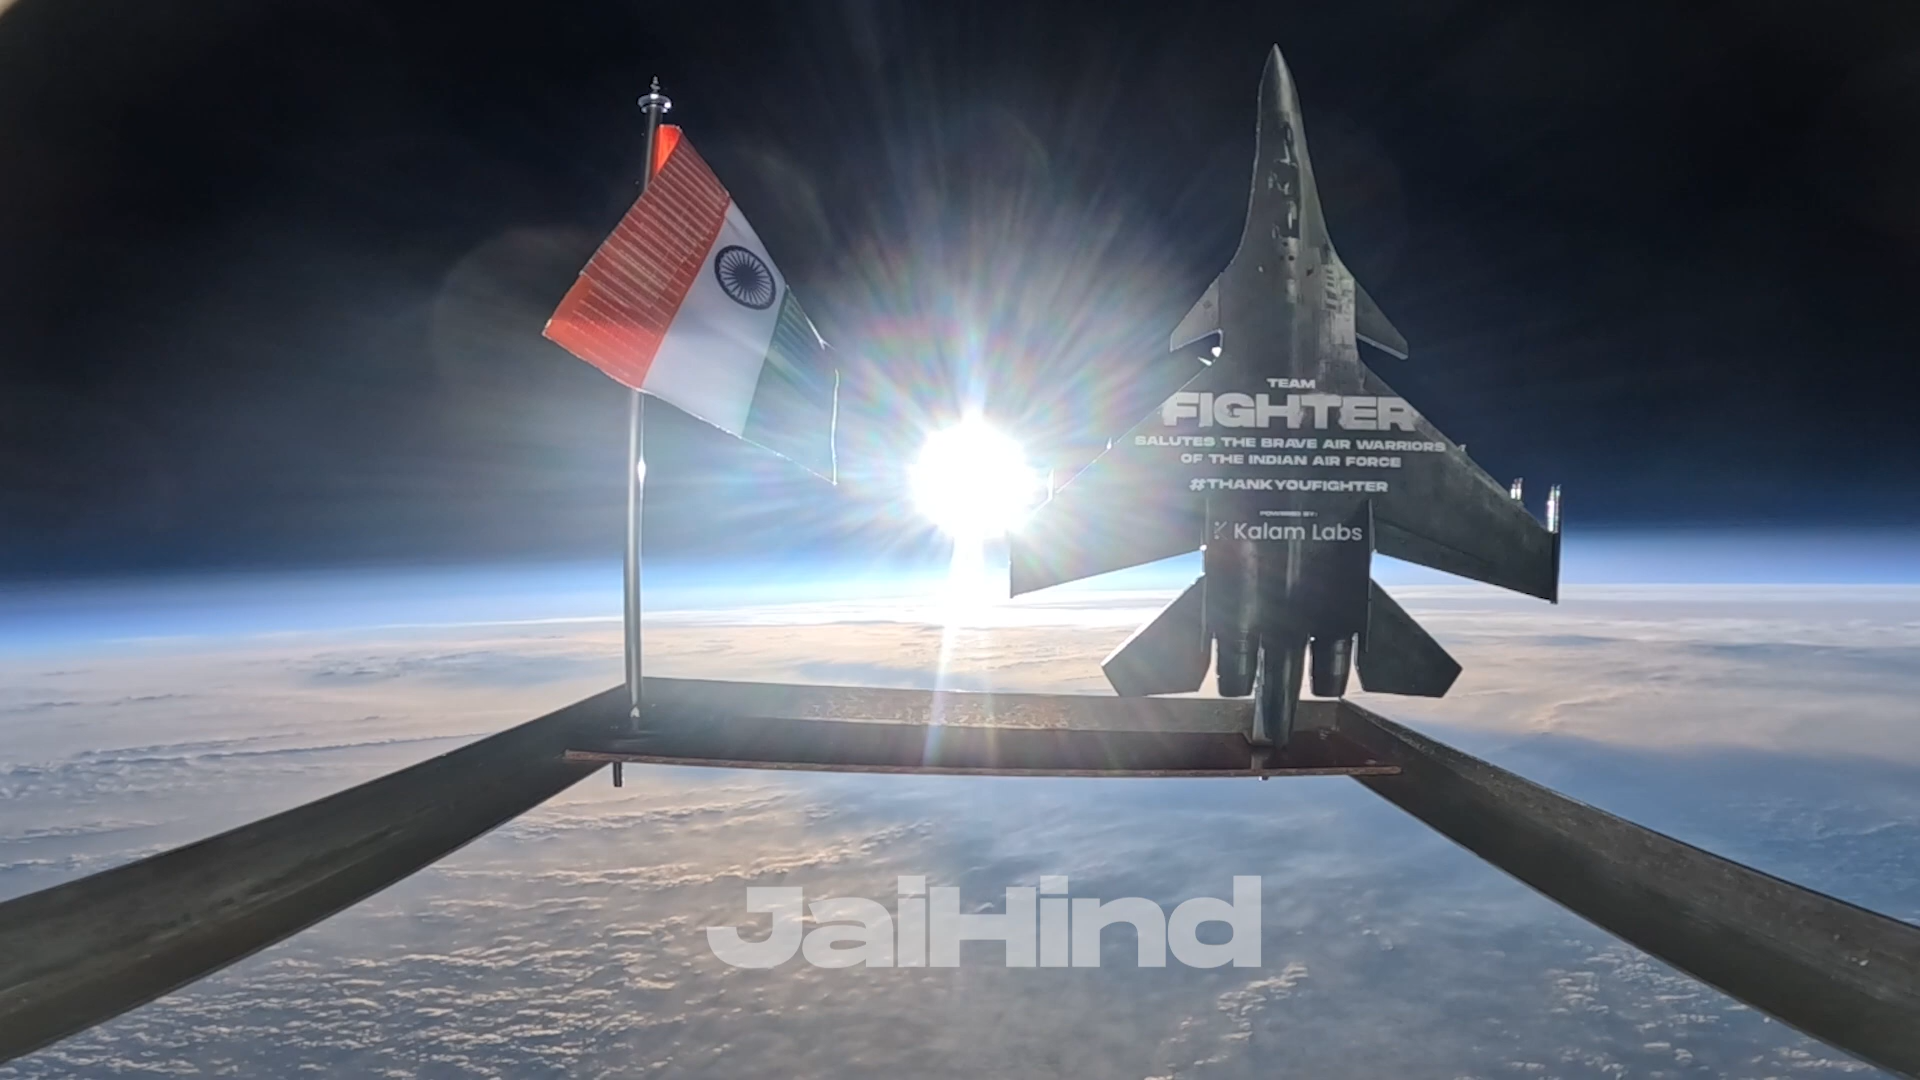 TEAM
FIGHTER
SALUTES THE BRAVE AIR WARRIORS
OF THE INDIAN AIR FORCE
#THANKYOUFIGHTER
POWERED BY:
Kalam Labs
JaiHind